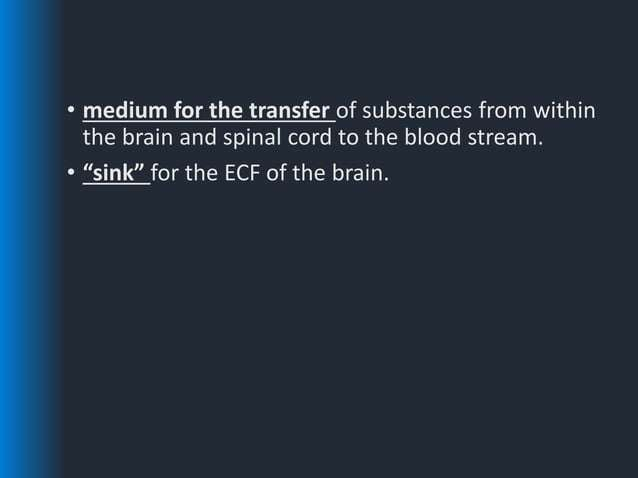 • medium for the transfer of substances from within
the brain and spinal cord to the blood stream.
• “sink” for the ECF of the brain.